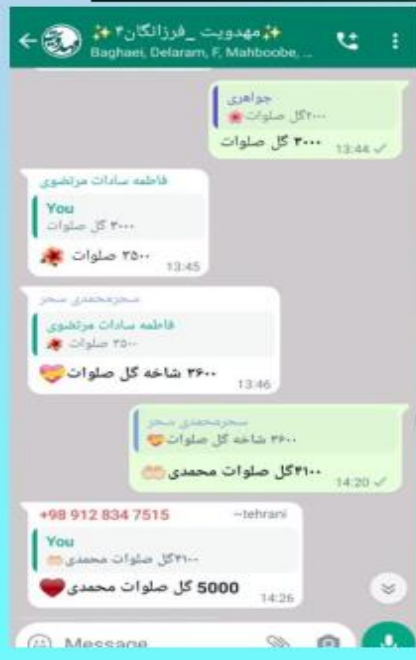 ✨مهدویت _فرزانگان۲ ✨
Baghaei, Delaram, F, Mahboobe, ...
جواهری
۲۰۰۰گل صلوات🌸
۳۰۰۰ گل صلوات
13:44
فاطمه سادات مرتضوی
You
۳۰۰۰ گل صلوات
۳۵۰۰ صلوات 🌺
13:45
سحرمحمدی سحر
فاطمه سادات مرتضوی
۳۵۰۰ صلوات 🌺
۳۶۰۰ شاخه گل صلوات💝
13:46
سحرمحمدی سحر
۳۶۰۰ شاخه گل صلوات💝
۴۱۰۰گل صلوات محمدی🤲🏻
14:20
+98 912 834 7515 ~tehrani
You
۴۱۰۰گل صلوات محمدی🤲🏻
5000 گل صلوات محمدی❤️
14:26
Message